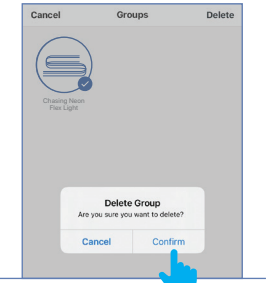 Cancel Groups Delete
Chasing Neon
Flex Light
Delete Group
Are you sure you want to delete?
Cancel Confirm